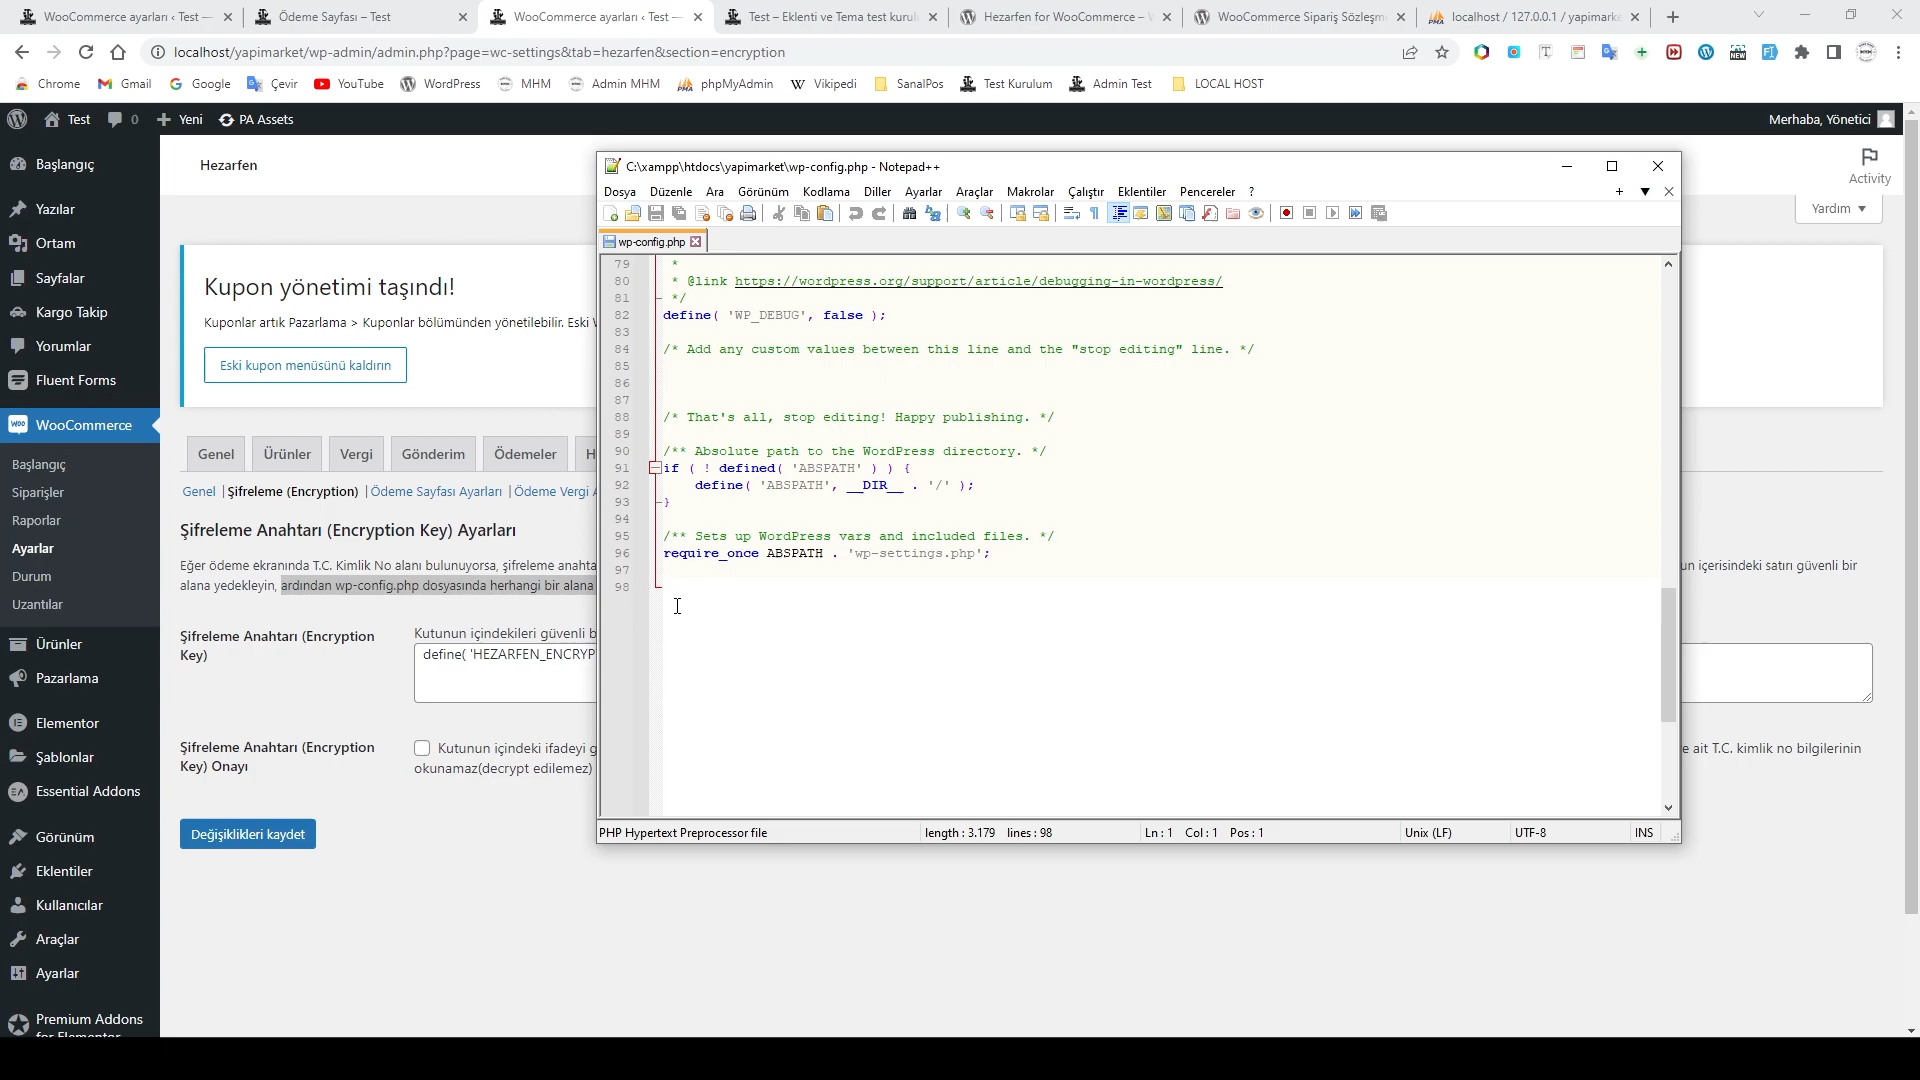 WooCommerce ayarları ‹ Test —
Ödeme Sayfası – Test
WooCommerce ayarları ‹ Test —
Test – Eklenti ve Tema test kurul
Hezarfen for WooCommerce – W
WooCommerce Sipariş Sözleşm
localhost / 127.0.0.1 / yapimarke
localhost/yapimarket/wp-admin/admin.php?page=wc-settings&tab=hezarfen&section=encryption
Chrome
Gmail
Google
Çevir
YouTube
WordPress
MHM
Admin MHM
phpMyAdmin
Vikipedi
SanalPos
Test Kurulum
Admin Test
LOCAL HOST
Test
0
Yeni
PA Assets
Merhaba, Yönetici
Başlangıç
Yazılar
Ortam
Sayfalar
Kargo Takip
Yorumlar
Fluent Forms
WooCommerce
Başlangıç
Siparişler
Raporlar
Ayarlar
Durum
Uzantılar
Ürünler
Pazarlama
Elementor
Şablonlar
Essential Addons
Görünüm
Eklentiler
Kullanıcılar
Araçlar
Ayarlar
Premium Addons
for Elementor
Hezarfen
Activity
Yardım
Kupon yönetimi taşındı!
Kuponlar artık Pazarlama > Kuponlar bölümünden yönetilebilir. Eski
Eski kupon menüsünü kaldırın
Genel
Ürünler
Vergi
Gönderim
Ödemeler
H
Genel | Şifreleme (Encryption) | Ödeme Sayfası Ayarları | Ödeme Vergi A
Şifreleme Anahtarı (Encryption Key) Ayarları
Eğer ödeme ekranında T.C. Kimlik No alanı bulunuyorsa, şifreleme anahta
un içerisindeki satırı güvenli bir
alana yedekleyin, ardından wp-config.php dosyasında herhangi bir alana
Şifreleme Anahtarı (Encryption
Key)
Kutunun içindekileri güvenli b
define( 'HEZARFEN_ENCRYP
Şifreleme Anahtarı (Encryption
Key) Onayı
Kutunun içindeki ifadeyi g
e ait T.C. kimlik no bilgilerinin
okunamaz(decrypt edilemez)
Değişiklikleri kaydet
C:\xampp\htdocs\yapimarket\wp-config.php - Notepad++
Dosya Düzenle Ara Görünüm Kodlama Diller Ayarlar Araçlar Makrolar Çalıştır Eklentiler Pencereler ?
wp-config.php
79 *
80 * @link https://wordpress.org/support/article/debugging-in-wordpress/
81 */
82 define( 'WP_DEBUG', false );
83
84 /* Add any custom values between this line and the "stop editing" line. */
85
86
87
88 /* That's all, stop editing! Happy publishing. */
89
90 /** Absolute path to the WordPress directory. */
91 if ( ! defined( 'ABSPATH' ) ) {
92 define( 'ABSPATH', __DIR__ . '/' );
93 }
94
95 /** Sets up WordPress vars and included files. */
96 require_once ABSPATH . 'wp-settings.php';
97
98
PHP Hypertext Preprocessor file
length : 3.179 lines : 98
Ln : 1 Col : 1 Pos : 1
Unix (LF)
UTF-8
INS